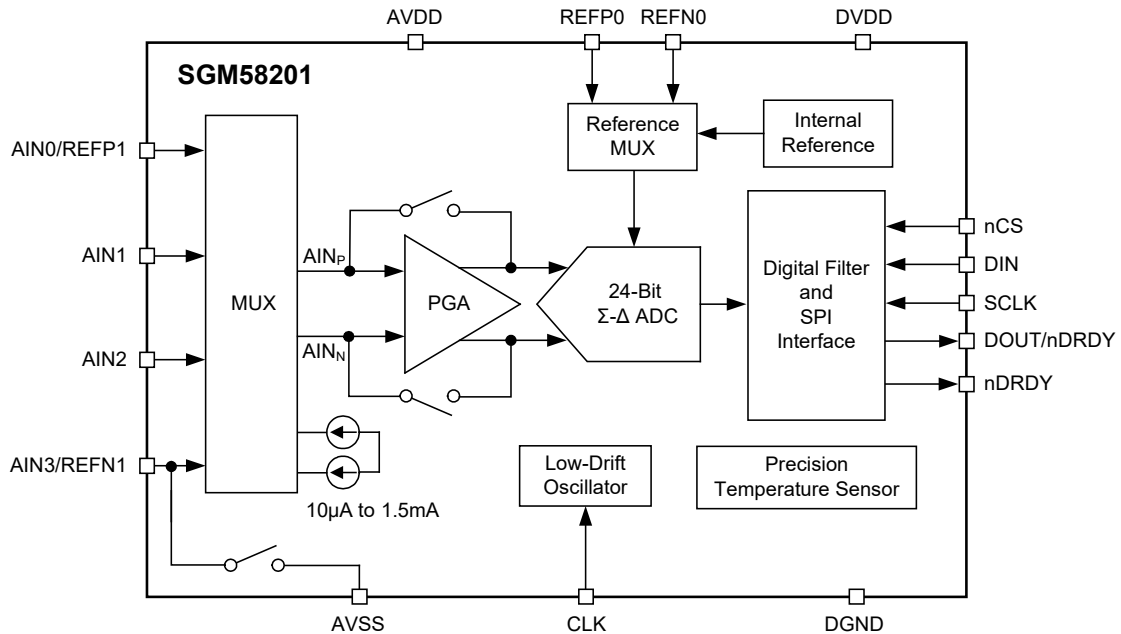 AVDD
REFP0
REFN0
DVDD
SGM58201
AIN0/REFP1
AIN1
AIN2
AIN3/REFN1
MUX
AINP
AINN
PGA
Reference
MUX
Internal
Reference
24-Bit
Σ-Δ ADC
Digital Filter
and
SPI
Interface
nCS
DIN
SCLK
DOUT/nDRDY
nDRDY
10µA to 1.5mA
Low-Drift
Oscillator
Precision
Temperature Sensor
AVSS
CLK
DGND